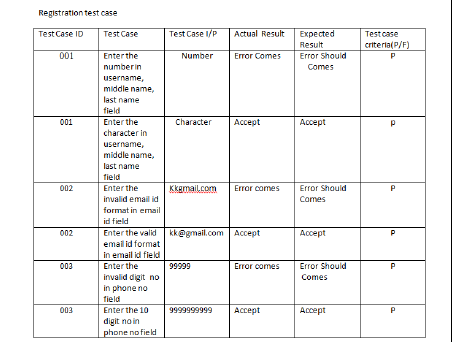 Registration test case
Test Case ID Test Case Test Case I/P Actual Result Expected Result Test case criteria(P/F)
001 Enter the number in username, middle name, last name field Number Error Comes Error Should Comes P
001 Enter the character in username, middle name, last name field Character Accept Accept p
002 Enter the invalid email id format in email id field Kkgmail.com Error comes Error Should Comes P
002 Enter the valid email id format in email id field kk@gmail.com Accept Accept P
003 Enter the invalid digit no in phone no field 99999 Error comes Error Should Comes P
003 Enter the 10 digit no in phone no field 9999999999 Accept Accept P